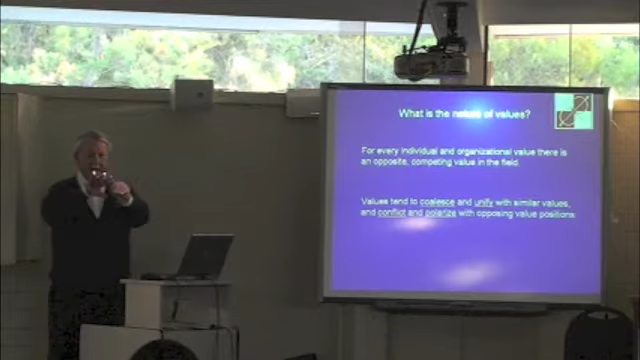 What is the nature of values?
For every individual and organizational value there is
an opposite, competing value in the field.
Values tend to coalesce and unify with similar values,
and conflict and polarize with opposing value positions